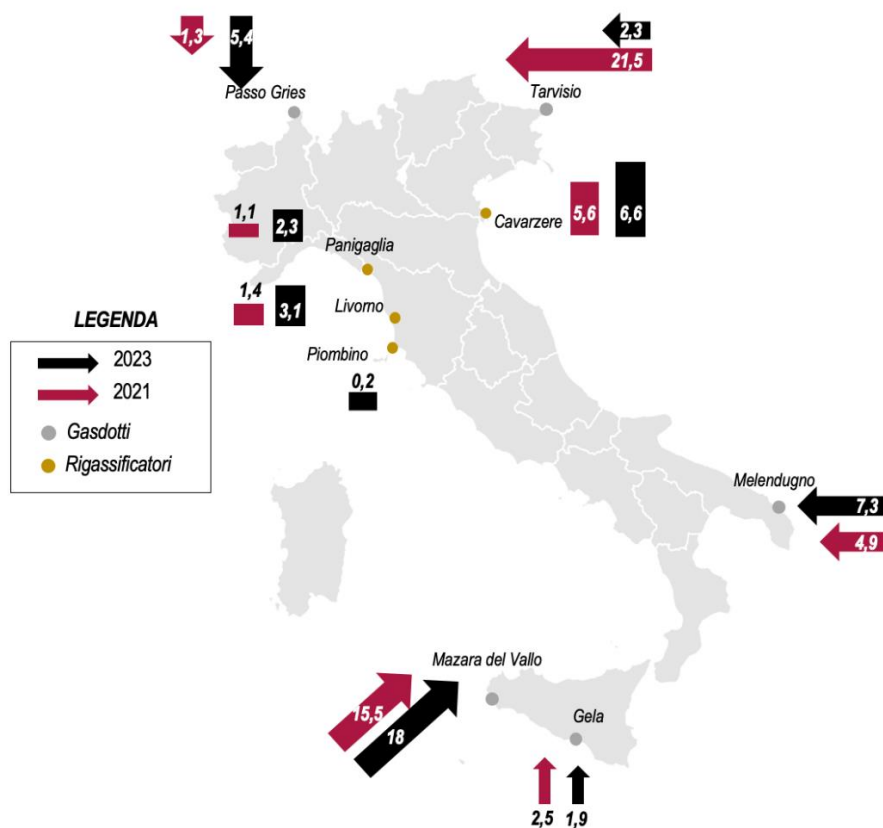 1,3
5,4
2,3
21,5
Passo Gries
Tarvisio
1,1
2,3
Cavarzere
5,6
6,6
Panigaglia
1,4
3,1
Livorno
LEGENDA
Piombino
2023
0,2
2021
Gasdotti
Rigassificatori
Melendugno
7,3
4,9
Mazara del Vallo
15,5
18
Gela
2,5
1,9